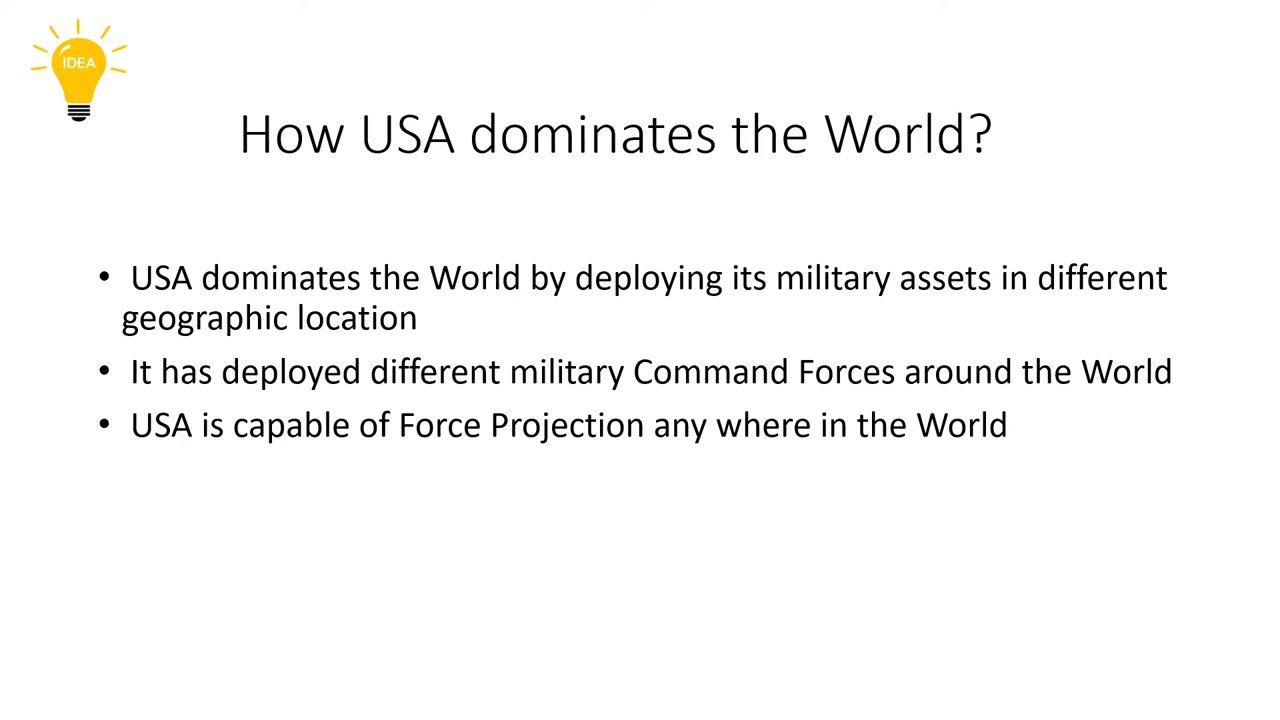 IDEA
How USA dominates the World?
• USA dominates the World by deploying its military assets in different
geographic location
• It has deployed different military Command Forces around the World
• USA is capable of Force Projection any where in the World